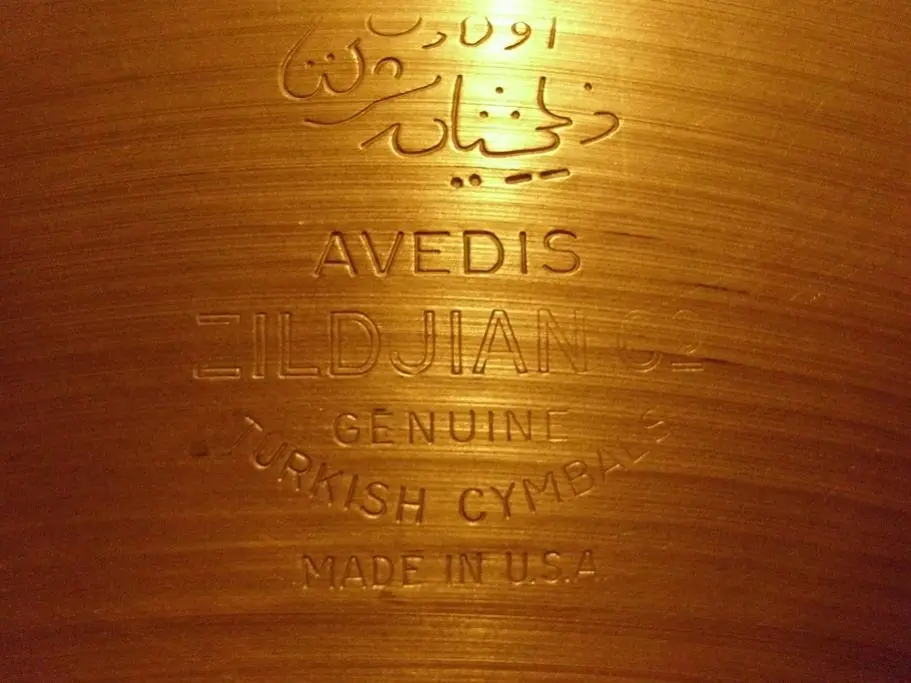 AVEDIS
ZILDJIAN CO
GENUINE
TURKISH CYMBALS
MADE IN U.S.A.